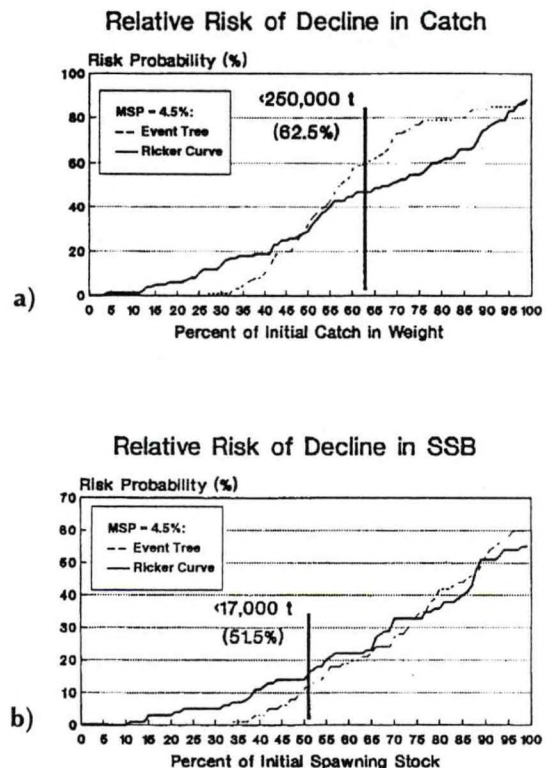 Relative Risk of Decline in Catch
Risk Probability (%)
100
80
60
40
20
0
MSP = 4.5%:
Event Tree
Ricker Curve
<250,000 t
(62.5%)
0 5 10 15 20 25 30 35 40 45 50 55 60 65 70 75 80 85 90 95 100
Percent of Initial Catch in Weight
a)
Relative Risk of Decline in SSB
Risk Probability (%)
70
60
50
40
30
20
10
0
MSP = 4.5%:
Event Tree
Ricker Curve
<17,000 t
(51.5%)
0 5 10 15 20 25 30 35 40 45 50 55 60 65 70 75 80 85 90 95 100
Percent of Initial Spawning Stock
b)